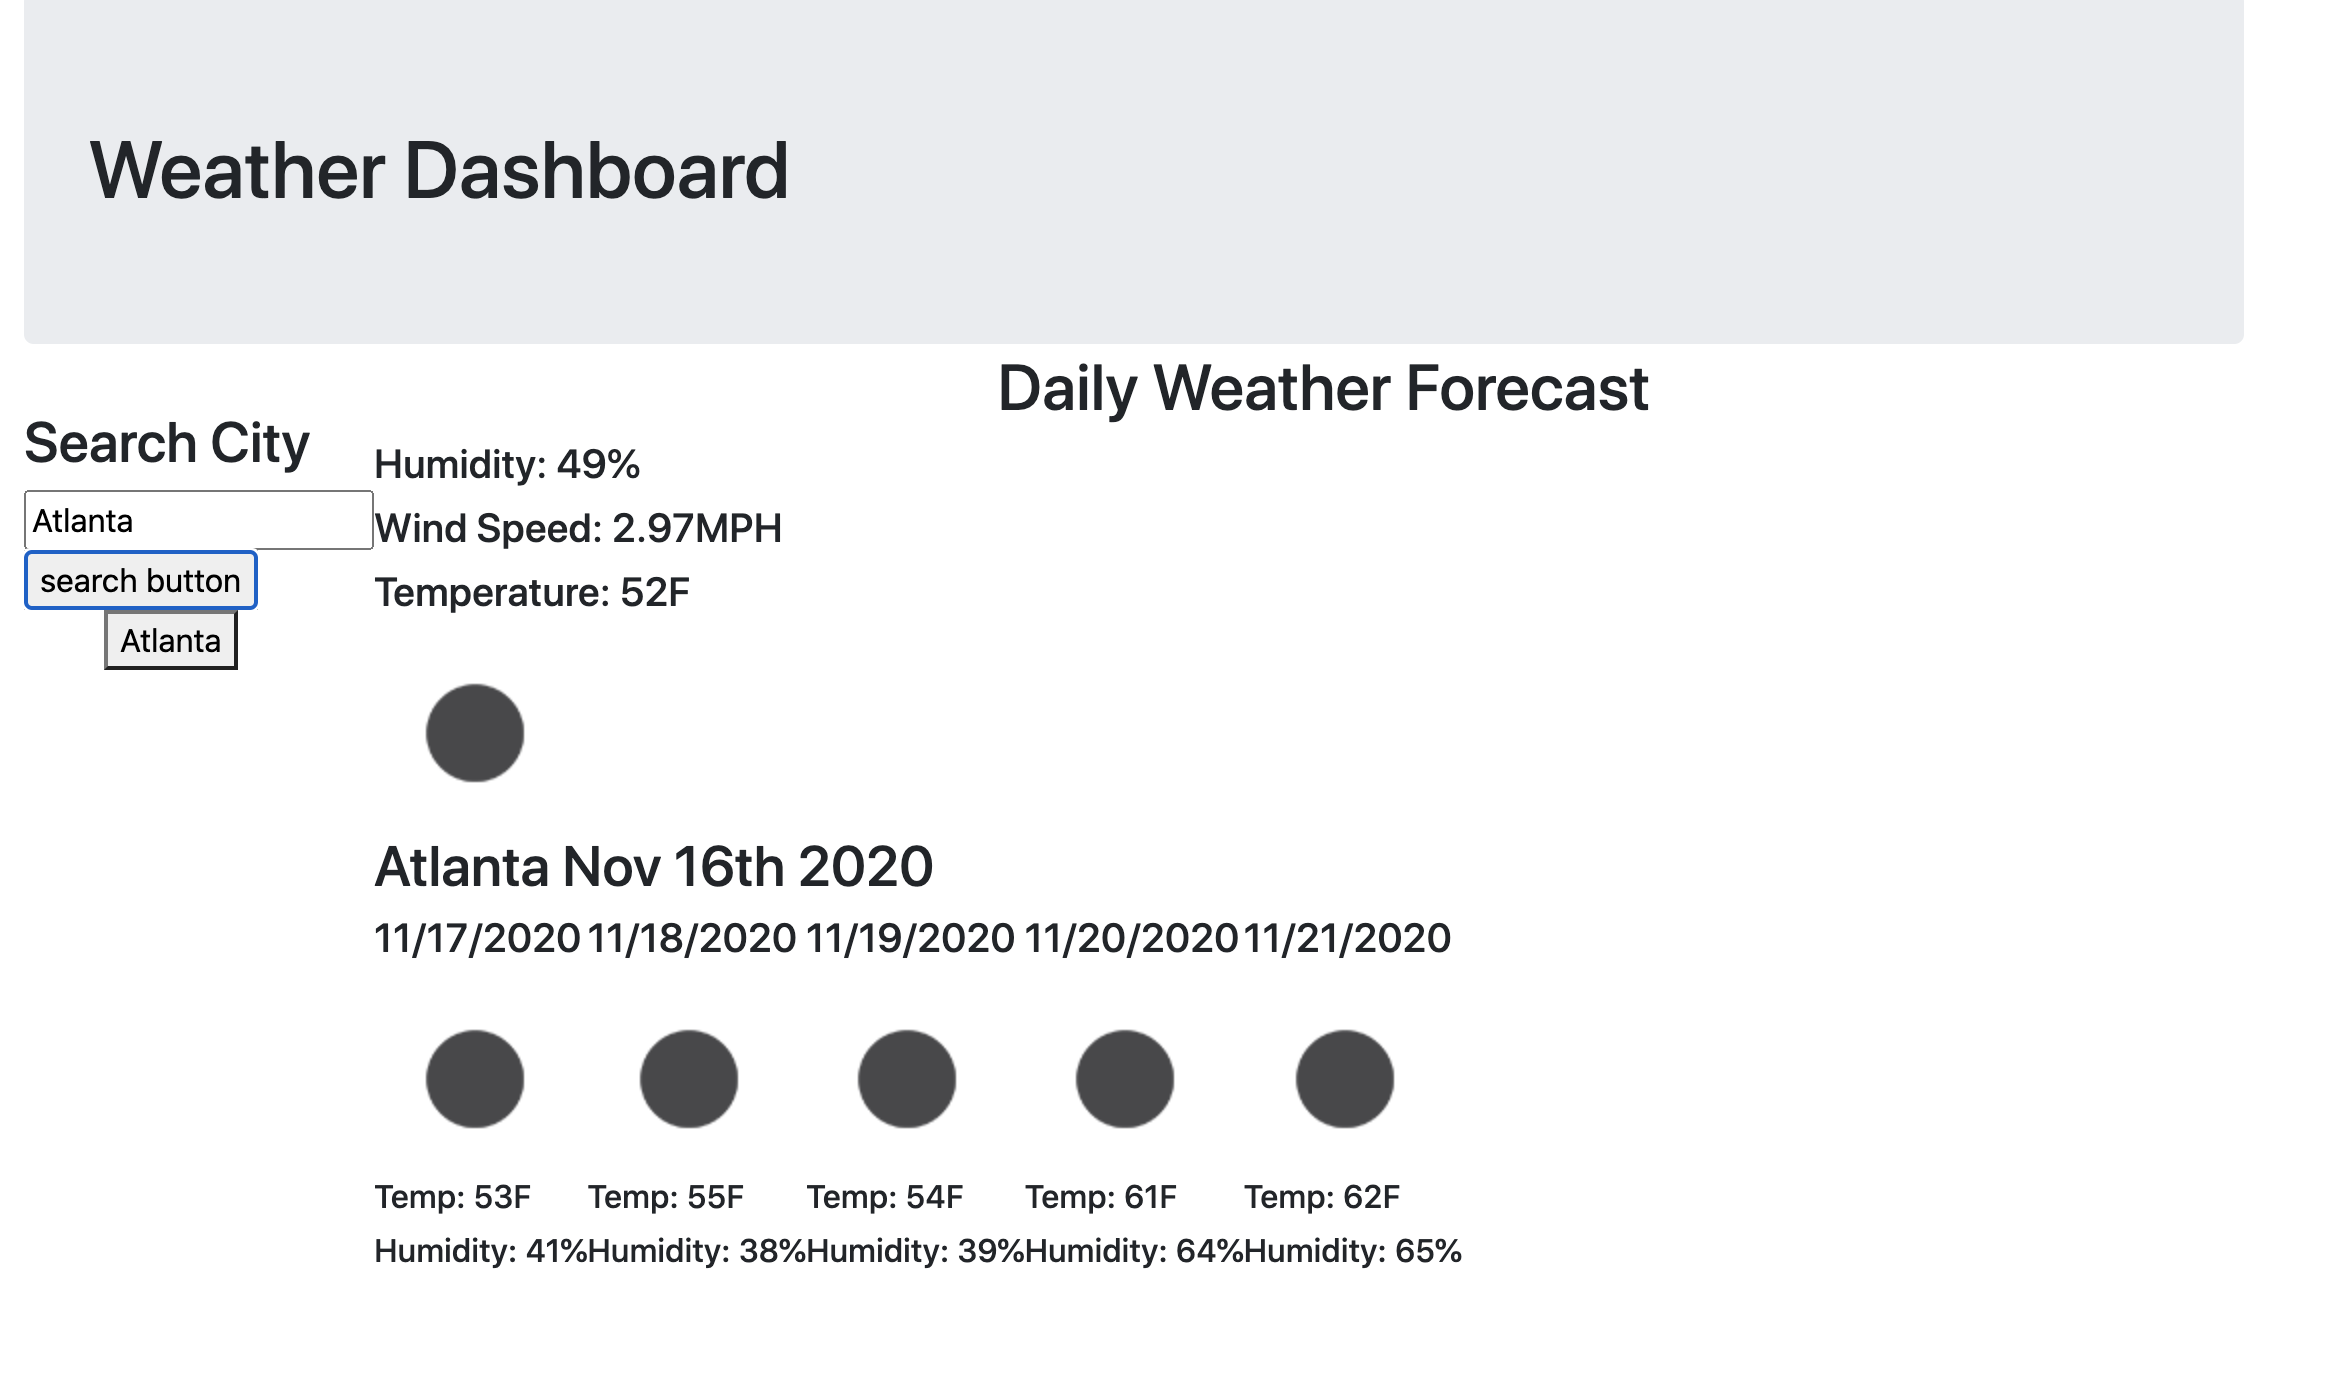 Weather Dashboard
Daily Weather Forecast
Search City
Atlanta
search button
Atlanta
Humidity: 49%
Wind Speed: 2.97MPH
Temperature: 52F
Atlanta Nov 16th 2020
11/17/2020 11/18/2020 11/19/2020 11/20/2020 11/21/2020
Temp: 53F Temp: 55F Temp: 54F Temp: 61F Temp: 62F
Humidity: 41% Humidity: 38% Humidity: 39% Humidity: 64% Humidity: 65%